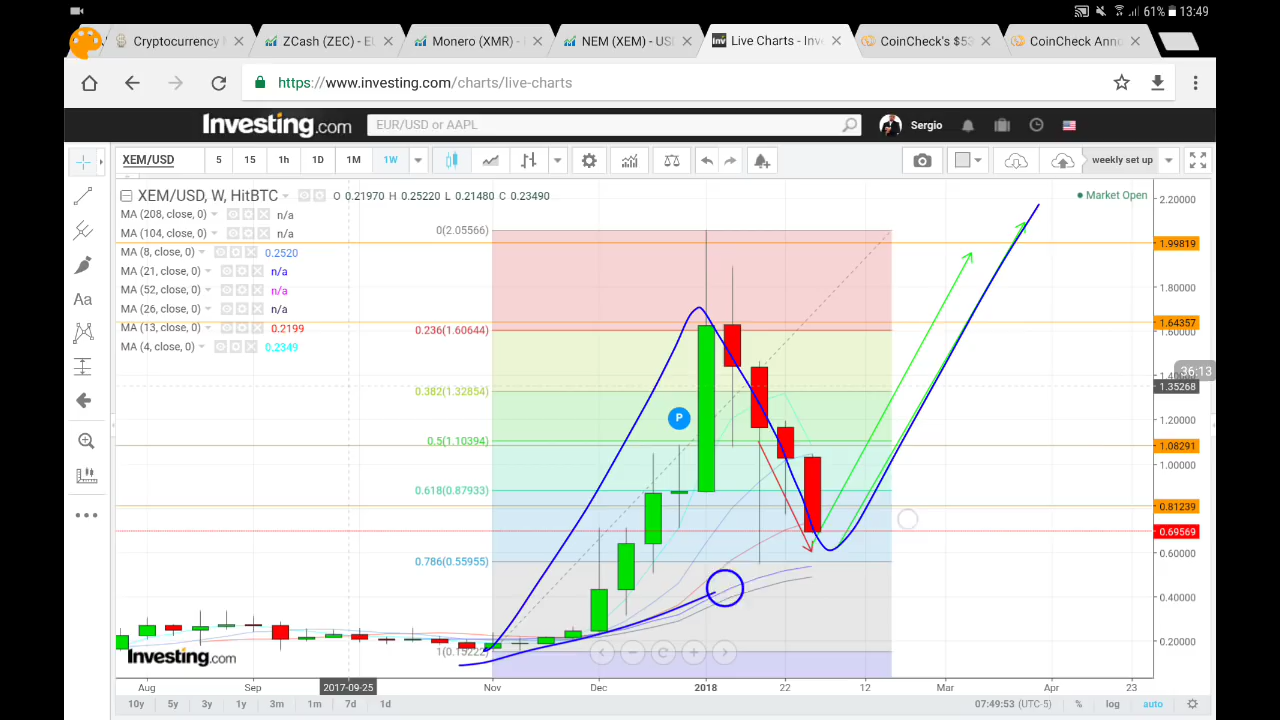 61% 13:49
Cryptocurrency ZCash (ZEC) - E Monero (XMR) - NEM (XEM) - US Live Charts - Inv CoinCheck's $53 CoinCheck Ann
https://www.investing.com/charts/live-charts
Investing.com EUR/USD or AAPL Sergio
XEM/USD 5 15 1h 1D 1M 1W weekly set up
XEM/USD, W, HitBTC O 0.21970 H 0.25220 L 0.21480 C 0.23490 Market Open
MA (208, close, 0) n/a
MA (104, close, 0) n/a
MA (8, close, 0) 0.2520
MA (21, close, 0) n/a
MA (52, close, 0) n/a
MA (26, close, 0) n/a
MA (13, close, 0) 0.2199
MA (4, close, 0) 0.2349
Aa
0(2.05566)
0.236(1.60644)
0.382(1.32854)
0.5(1.10394)
0.618(0.87933)
0.786(0.55955)
P
2.20000
1.99819
1.80000
1.64357
1.60000
36:13
1.35268
1.20000
1.08291
1.00000
0.81239
0.69569
0.60000
0.40000
0.20000
Investing.com
Aug Sep 2017-09-25 Nov Dec 2018 22 12 Mar Apr 23
10y 5y 3y 1y 3m 1m 7d 1d 07:49:53 (UTC-5) % log auto